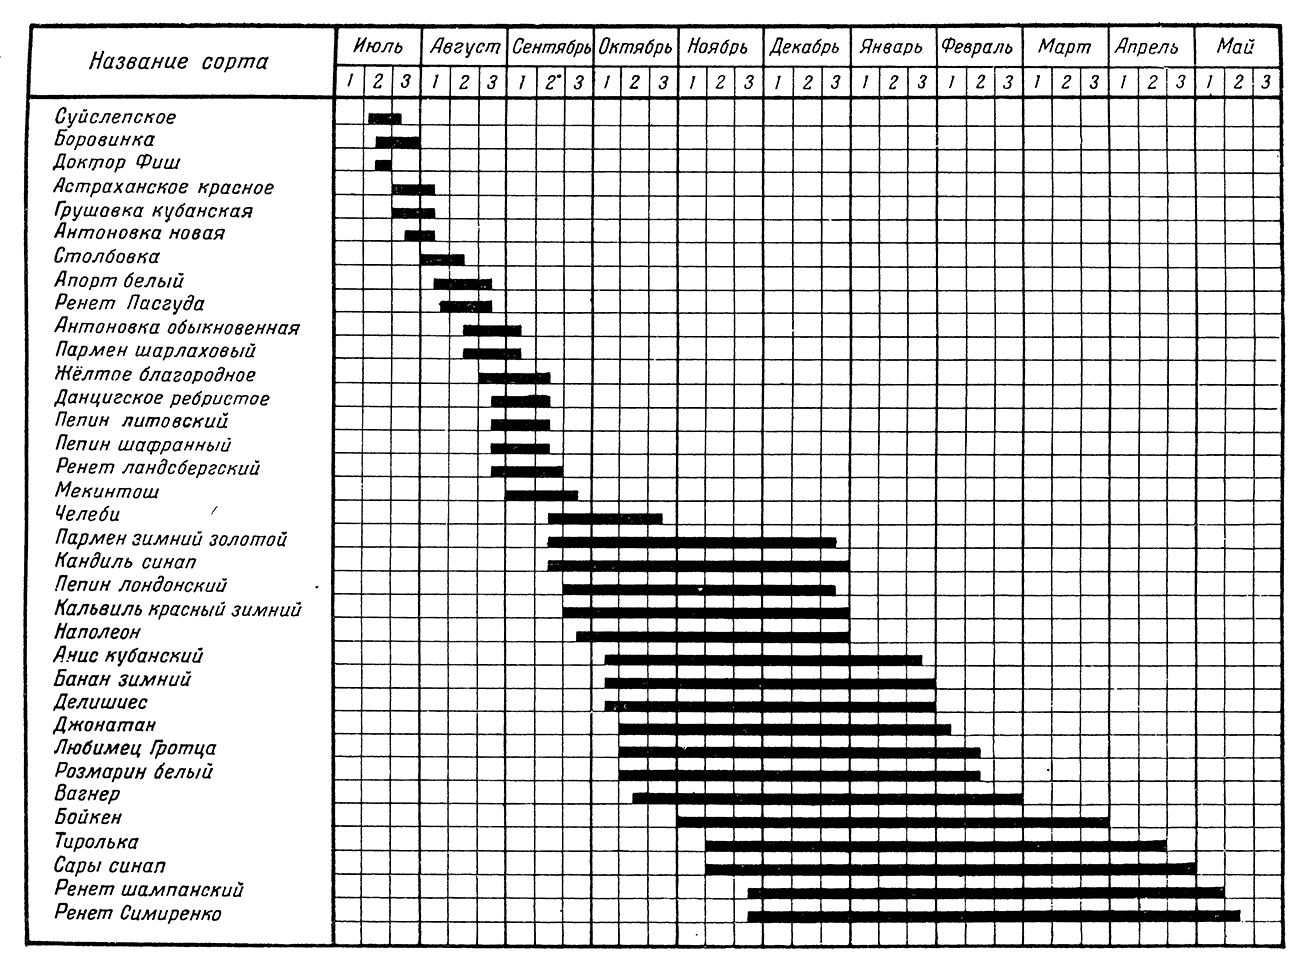 Название сорта
Июль Август Сентябрь Октябрь Ноябрь Декабрь Январь Февраль Март Апрель Май
1 2 3 1 2 3 1 2 3 1 2 3 1 2 3 1 2 3 1 2 3 1 2 3 1 2 3 1 2 3 1 2 3
Суйслепское
Боровинка
Доктор Фиш
Астраханское красное
Грушовка кубанская
Антоновка новая
Столбовка
Апорт белый
Ренет Пасгуда
Антоновка обыкновенная
Пармен шарлаховый
Жёлтое благородное
Данцигское ребристое
Пепин литовский
Пепин шафранный
Ренет ландсбергский
Мекинтош
Челеби
Пармен зимний золотой
Кандиль синап
Пепин лондонский
Кальвиль красный зимний
Наполеон
Анис кубанский
Банан зимний
Делишиес
Джонатан
Любимец Гротца
Розмарин белый
Вагнер
Бойкен
Тиролька
Сары синап
Ренет шампанский
Ренет Симиренко